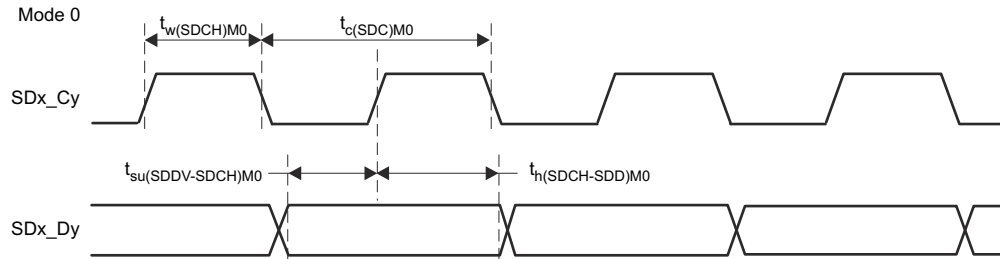 Mode 0
tw(SDCH)M0
tc(SDC)M0
SDx_Cy
tsu(SDDV-SDCH)M0
th(SDCH-SDD)M0
SDx_Dy